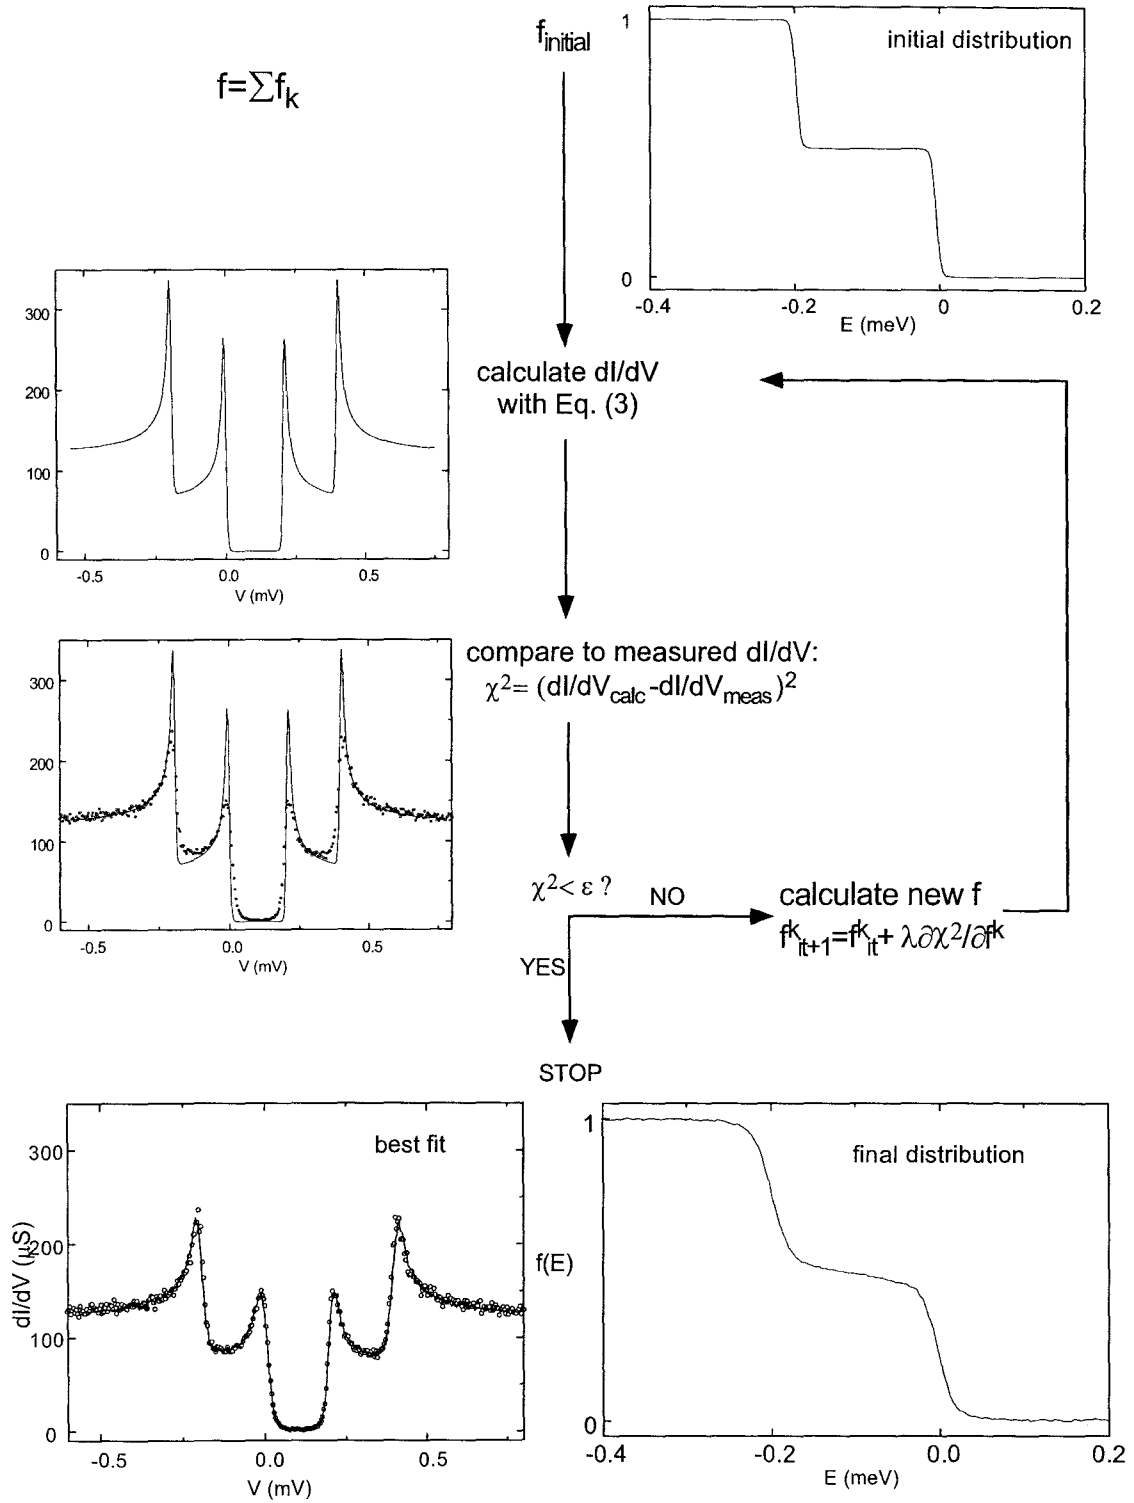 f_initial
initial distribution
f=∑f_k
1
0
-0.4
-0.2
0
0.2
E (meV)
300
200
100
0
-0.5
0.0
0.5
V (mV)
calculate dI/dV
with Eq. (3)
300
200
100
0
-0.5
0.0
0.5
V (mV)
compare to measured dI/dV:
χ²= (dI/dV_calc-dI/dV_meas)²
χ²< ε ?
NO
calculate new f
f^k_it+1=f^k_it+ λ∂χ²/∂f^k
YES
STOP
best fit
dI/dV (μS)
300
200
100
0
-0.5
0.0
0.5
V (mV)
final distribution
f(E)
1
0
-0.4
-0.2
0.0
0.2
E (meV)